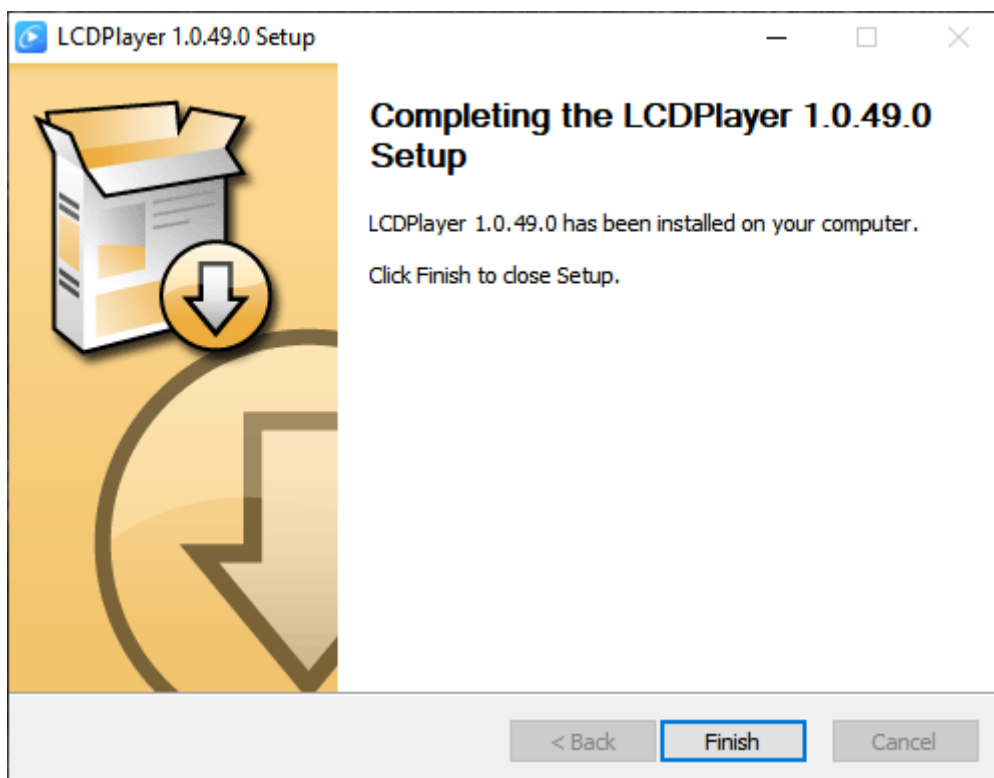 LCDPlayer 1.0.49.0 Setup
Completing the LCDPlayer 1.0.49.0
Setup
LCDPlayer 1.0.49.0 has been installed on your computer.
Click Finish to close Setup.
< Back
Finish
Cancel